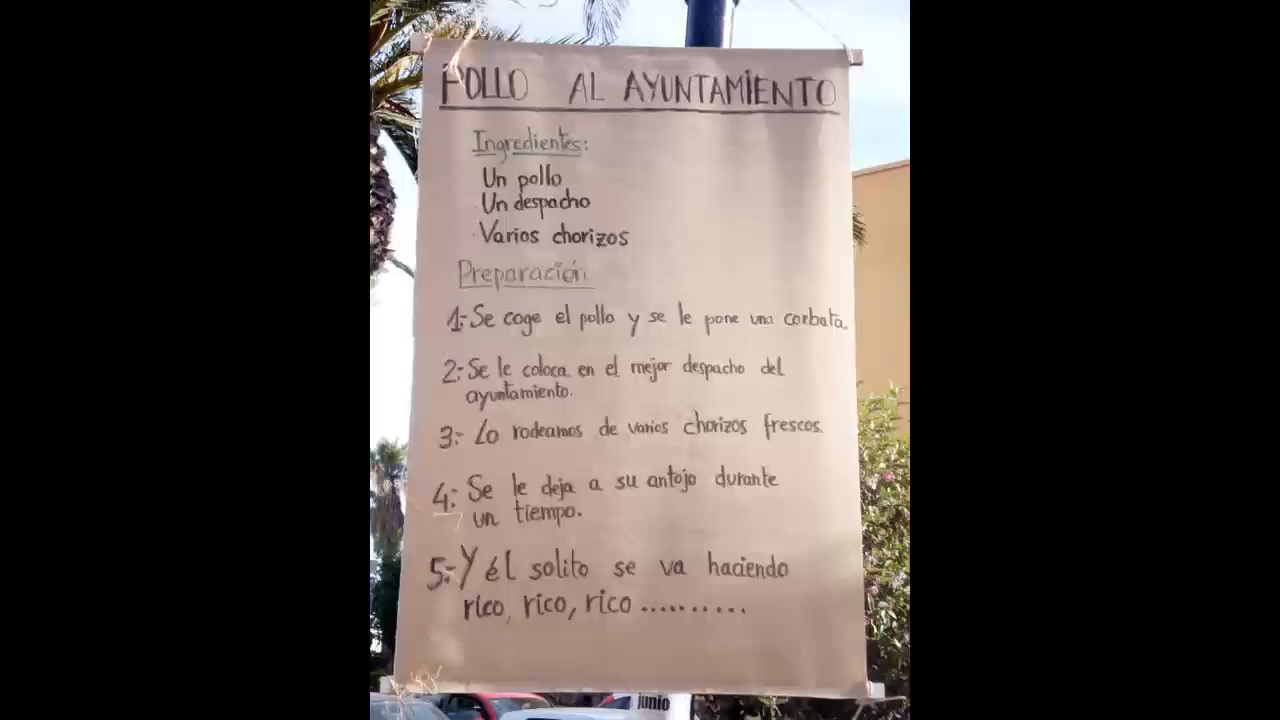 POLLO AL AYUNTAMIENTO
Ingredientes:
Un pollo
Un despacho
Varios chorizos
Preparación
1:- Se coge el pollo y se le pone una corbata.
2:- Se le coloca en el mejor despacho del
ayuntamiento.
3:- Lo rodeamos de varios chorizos frescos.
4:- Se le deja a su antojo durante
un tiempo.
5:- Y él solito se va haciendo
rico, rico, rico ..........
junio